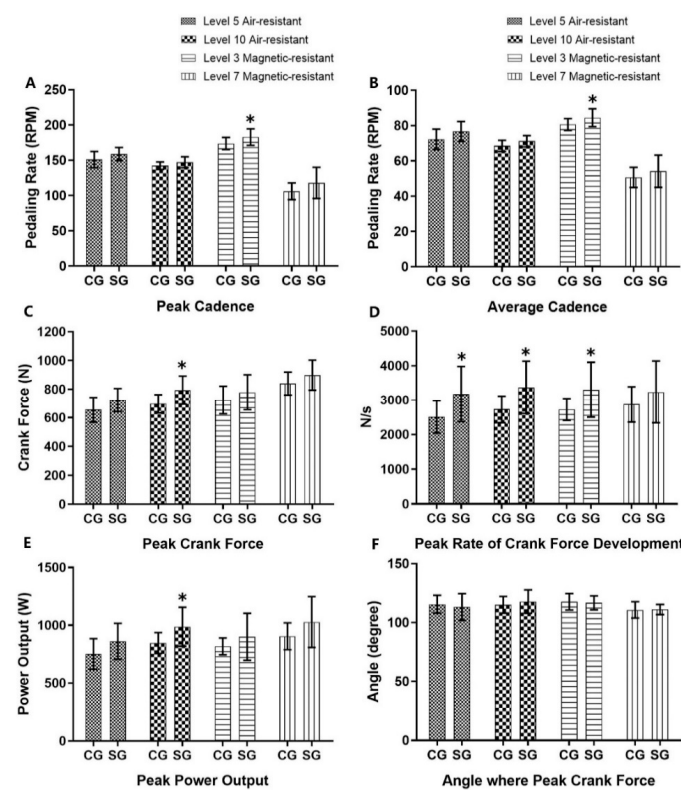 Level 5 Air-resistant
Level 10 Air-resistant
Level 3 Magnetic-resistant
Level 7 Magnetic-resistant
Level 5 Air-resistant
Level 10 Air-resistant
Level 3 Magnetic-resistant
Level 7 Magnetic-resistant
A
Pedaling Rate (RPM)
250
200
150
100
50
0
*
CG SG CG SG CG SG CG SG
Peak Cadence
B
Pedaling Rate (RPM)
100
80
60
40
20
0
*
CG SG CG SG CG SG CG SG
Average Cadence
C
Crank Force (N)
1200
1000
800
600
400
200
0
*
CG SG CG SG CG SG CG SG
Peak Crank Force
D
N/s
5000
4000
3000
2000
1000
0
* * *
CG SG CG SG CG SG CG SG
Peak Rate of Crank Force Development
E
Power Output (W)
1500
1000
500
0
*
CG SG CG SG CG SG CG SG
Peak Power Output
F
Angle (degree)
150
100
50
0
CG SG CG SG CG SG CG SG
Angle where Peak Crank Force